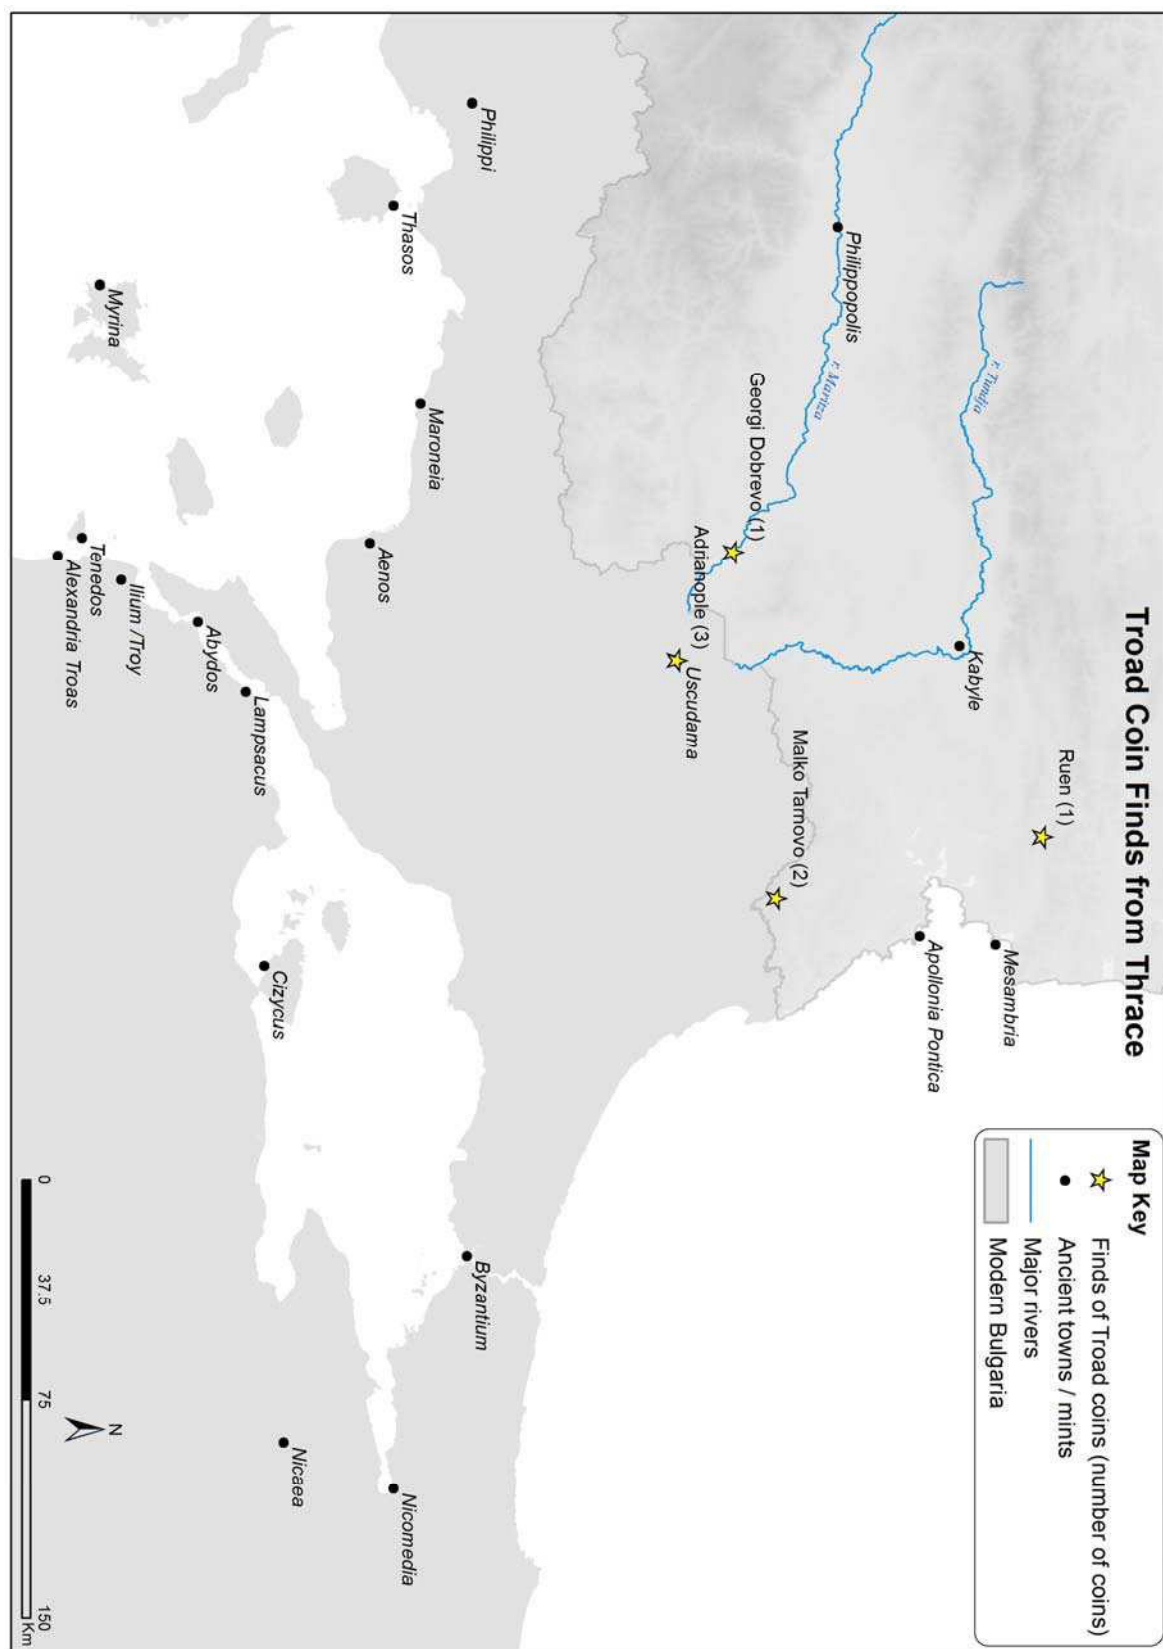 Troad Coin Finds from Thrace
Map Key
Finds of Troad coins (number of coins)
Ancient towns / mints
Major rivers
Modern Bulgaria
Ruen (1)
Mesambria
r. Tundja
Kabyle
Apollonia Pontica
Philippopolis
r. Maritza
Malko Tarnovo (2)
Georgi Dobrevo (1)
Adrianople (3)
Uscudama
Philippi
Byzantium
Maroneia
Thasos
Nicomedia
Aenos
Nicaea
Cizycus
Lampsacus
Abydos
Ilium /Troy
Myrina
Tenedos
Alexandria Troas
N
0 37.5 75 150
Km